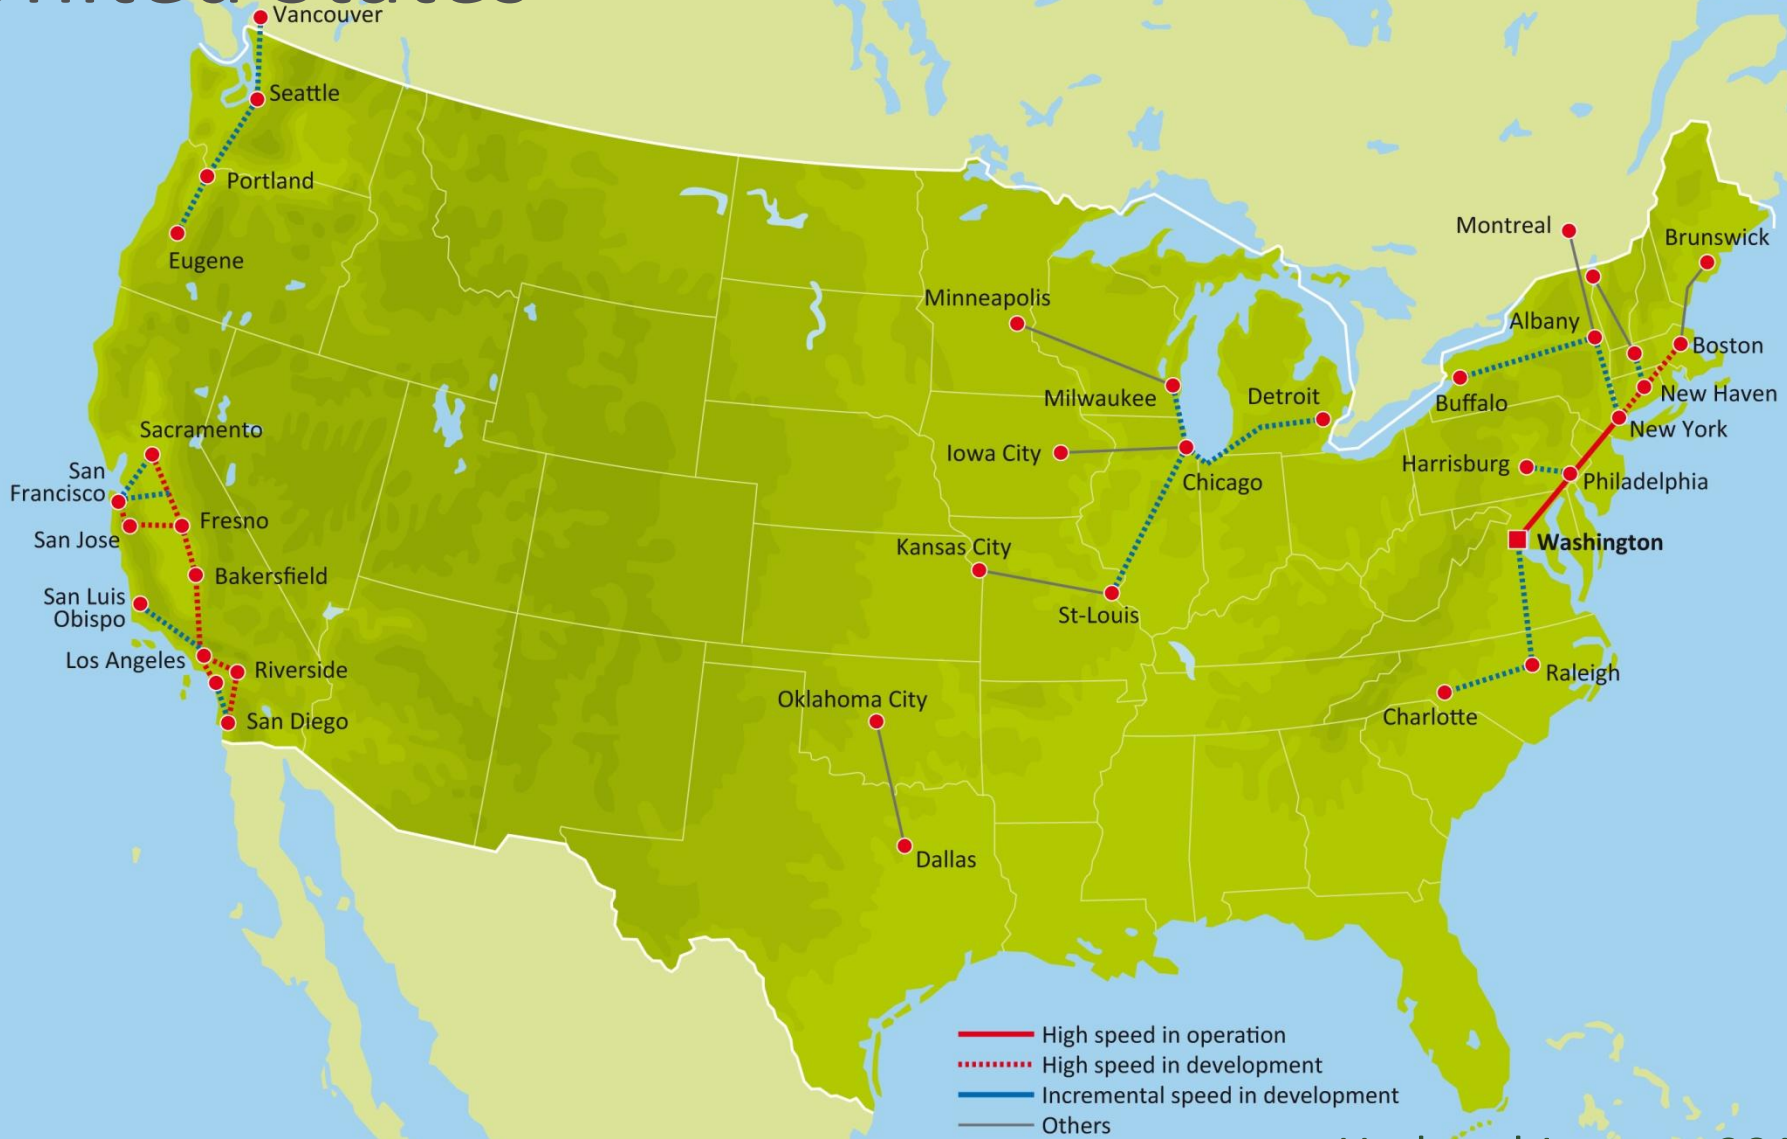 United States
Vancouver
Seattle
Portland
Eugene
Montreal
Brunswick
Minneapolis
Albany
Boston
Milwaukee
Detroit
Buffalo
New Haven
New York
Sacramento
Iowa City
Harrisburg
San
Francisco
Chicago
Philadelphia
Fresno
San Jose
Kansas City
Washington
Bakersfield
San Luis
Obispo
St-Louis
Los Angeles
Riverside
Raleigh
Oklahoma City
Charlotte
San Diego
Dallas
High speed in operation
High speed in development
Incremental speed in development
Others